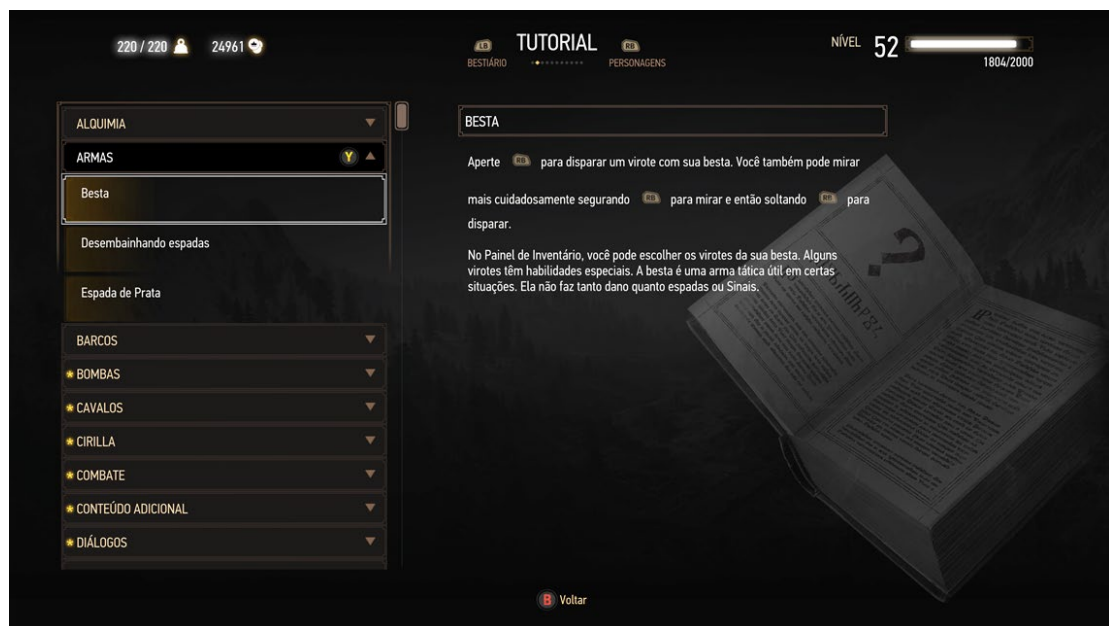 220 / 220 24961
LB TUTORIAL RB
BESTIÁRIO PERSONAGENS
NÍVEL 52
1804/2000
ALQUIMIA
ARMAS Y
Besta
Desembainhando espadas
Espada de Prata
BARCOS
BOMBAS
CAVALOS
CIRILLA
COMBATE
CONTEÚDO ADICIONAL
DIÁLOGOS
BESTA
Aperte RB para disparar um virote com sua besta. Você também pode mirar
mais cuidadosamente segurando RB para mirar e então soltando RB para
disparar.
No Painel de Inventário, você pode escolher os virotes da sua besta. Alguns
virotes têm habilidades especiais. A besta é uma arma tática útil em certas
situações. Ela não faz tanto dano quanto espadas ou Sinais.
?
B Voltar